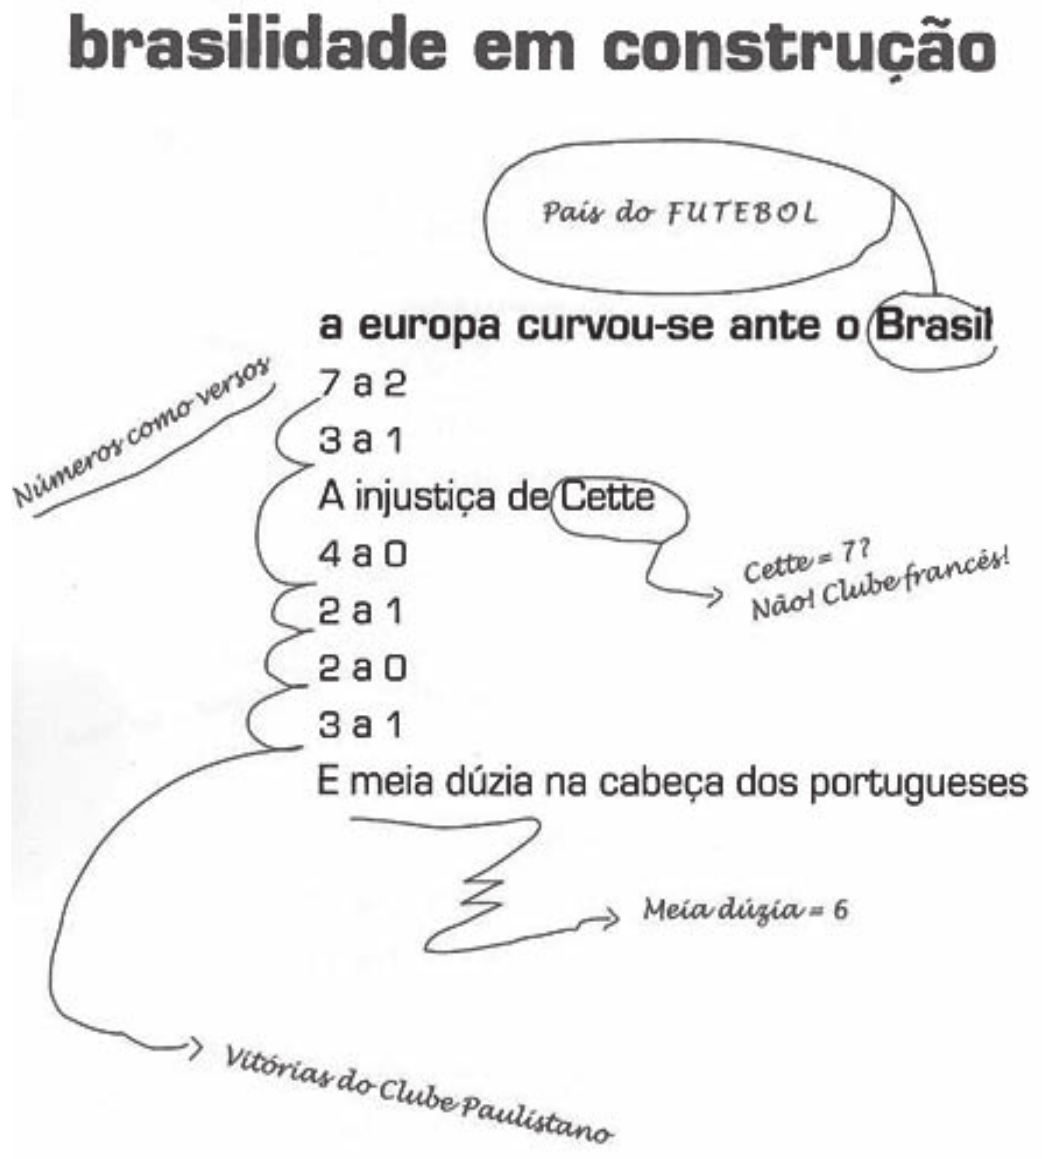 brasilidade em construção
País do FUTEBOL
a europa curvou-se ante o Brasil
Números como versos
7 a 2
3 a 1
A injustiça de Cette
4 a 0
Cette = 7?
Não! Clube francês!
2 a 1
2 a 0
3 a 1
E meia dúzia na cabeça dos portugueses
Meia dúzia = 6
Vitórias do Clube Paulistano